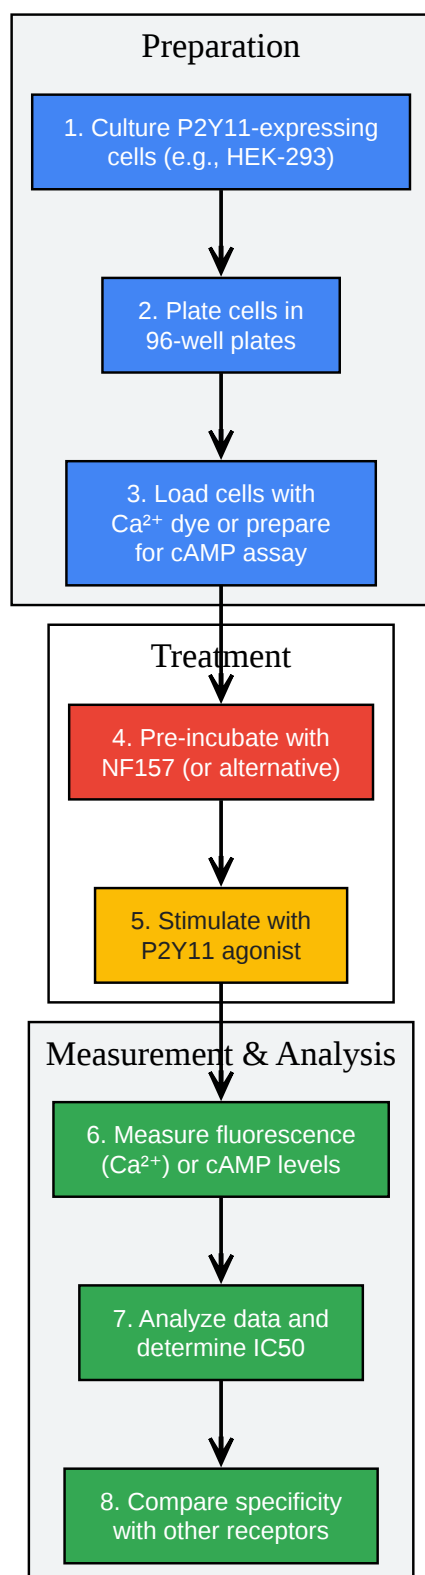 Preparation
1. Culture P2Y11-expressing
cells (e.g., HEK-293)
2. Plate cells in
96-well plates
3. Load cells with
Ca²⁺ dye or prepare
for cAMP assay
Treatment
4. Pre-incubate with
NF157 (or alternative)
5. Stimulate with
P2Y11 agonist
Measurement & Analysis
6. Measure fluorescence
(Ca²⁺) or cAMP levels
7. Analyze data and
determine IC50
8. Compare specificity
with other receptors